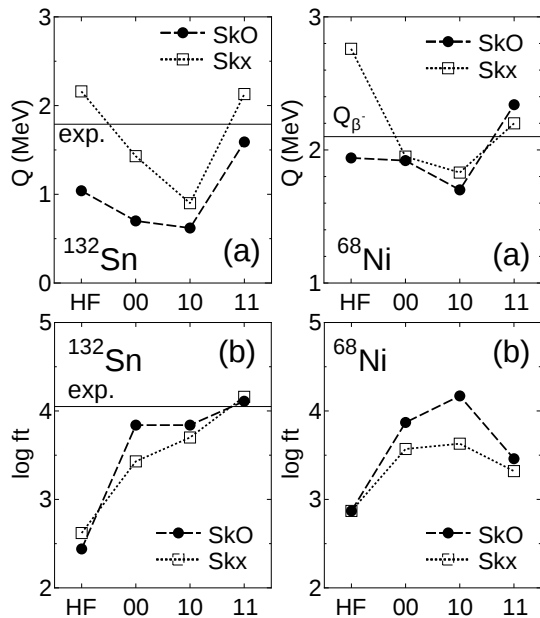 3
2
1
0
Q (MeV)
SkO
Skx
exp.
¹³²Sn
(a)
HF 00 10 11
3
2
1
Q (MeV)
SkO
Skx
Qβ⁻
⁶⁸Ni
(a)
HF 00 10 11
5
4
3
2
log ft
¹³²Sn
(b)
exp.
SkO
Skx
HF 00 10 11
5
4
3
2
log ft
⁶⁸Ni
(b)
SkO
Skx
HF 00 10 11